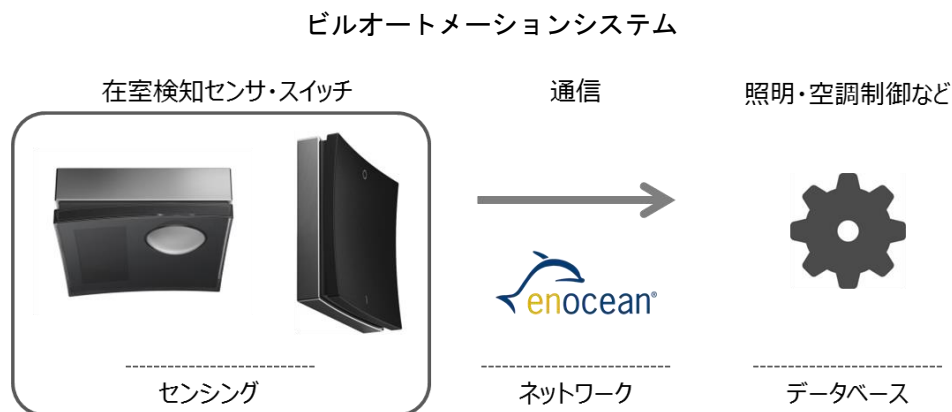 ビルオートメーションシステム
在室検知センサ・スイッチ
通信
照明・空調制御など
enocean®
センシング
ネットワーク
データベース